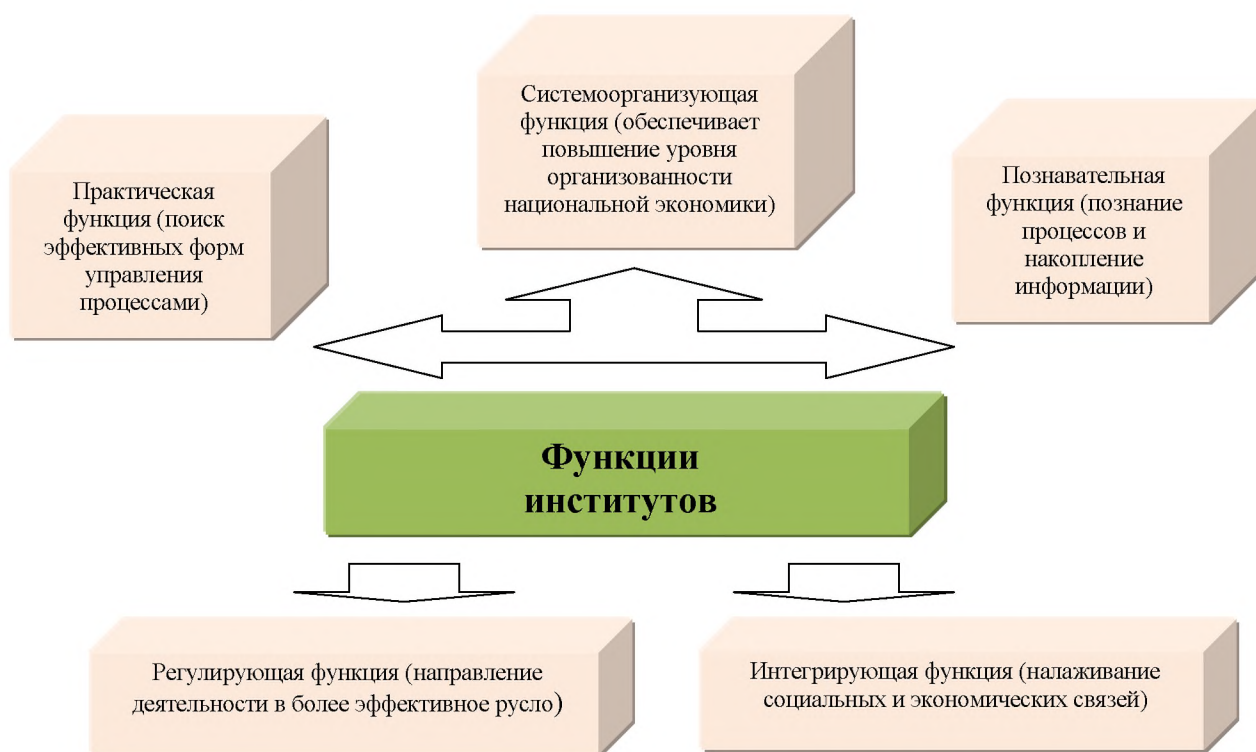 Системоорганизующая
функция (обеспечивает
повышение уровня
организованности
национальной экономики)
Практическая
функция (поиск
эффективных форм
управления
процессами)
Познавательная
функция (познание
процессов и
накопление
информации)
Функции
институтов
Регулирующая функция (направление
деятельности в более эффективное русло)
Интегрирующая функция (налаживание
социальных и экономических связей)